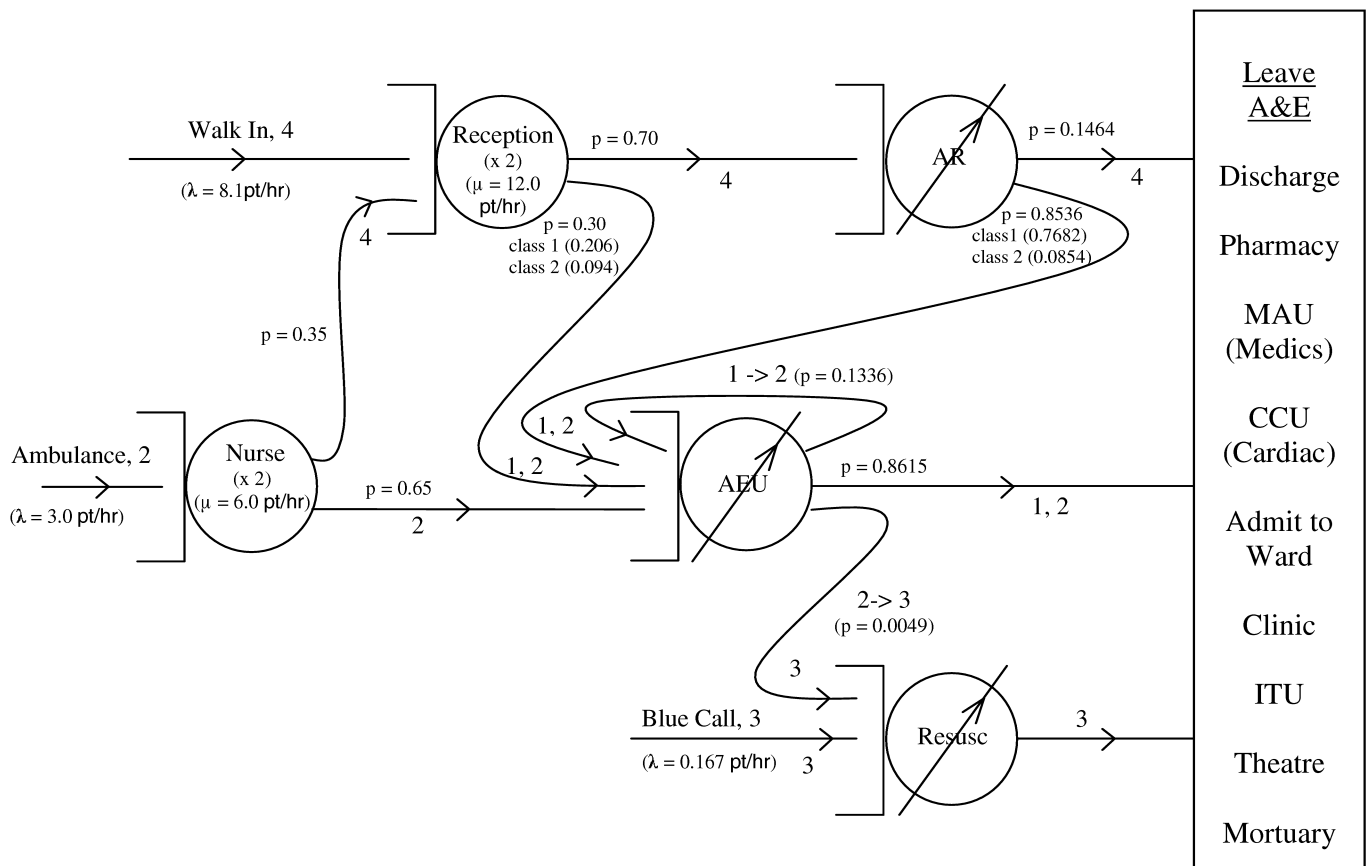 Walk In, 4
(λ = 8.1pt/hr)
4
Reception
(x 2)
(μ = 12.0
pt/hr)
p = 0.70
4
p = 0.30
class 1 (0.206)
class 2 (0.094)
AR
p = 0.1464
4
p = 0.8536
class1 (0.7682)
class 2 (0.0854)
p = 0.35
Ambulance, 2
(λ = 3.0 pt/hr)
Nurse
(x 2)
(μ = 6.0 pt/hr)
p = 0.65
2
1 -> 2 (p = 0.1336)
1, 2
1, 2
AEU
p = 0.8615
1, 2
2-> 3
(p = 0.0049)
3
Blue Call, 3
(λ = 0.167 pt/hr)
3
Resusc
3
Leave
A&E
Discharge
Pharmacy
MAU
(Medics)
CCU
(Cardiac)
Admit to
Ward
Clinic
ITU
Theatre
Mortuary